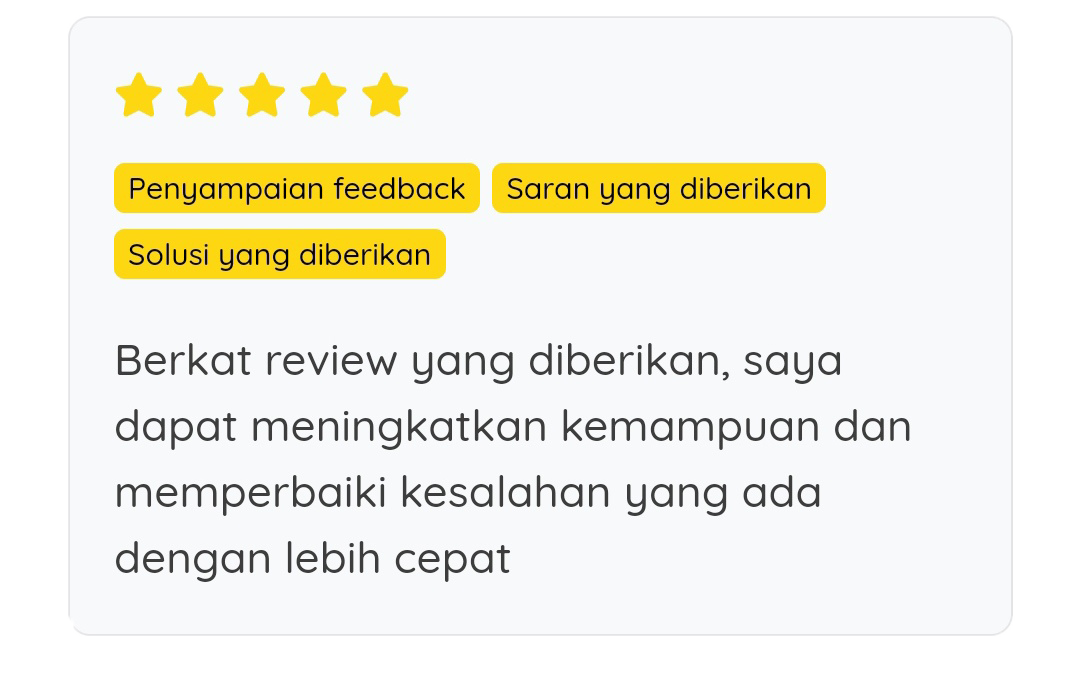 Penyampaian feedback Saran yang diberikan
Solusi yang diberikan
Berkat review yang diberikan, saya
dapat meningkatkan kemampuan dan
memperbaiki kesalahan yang ada
dengan lebih cepat